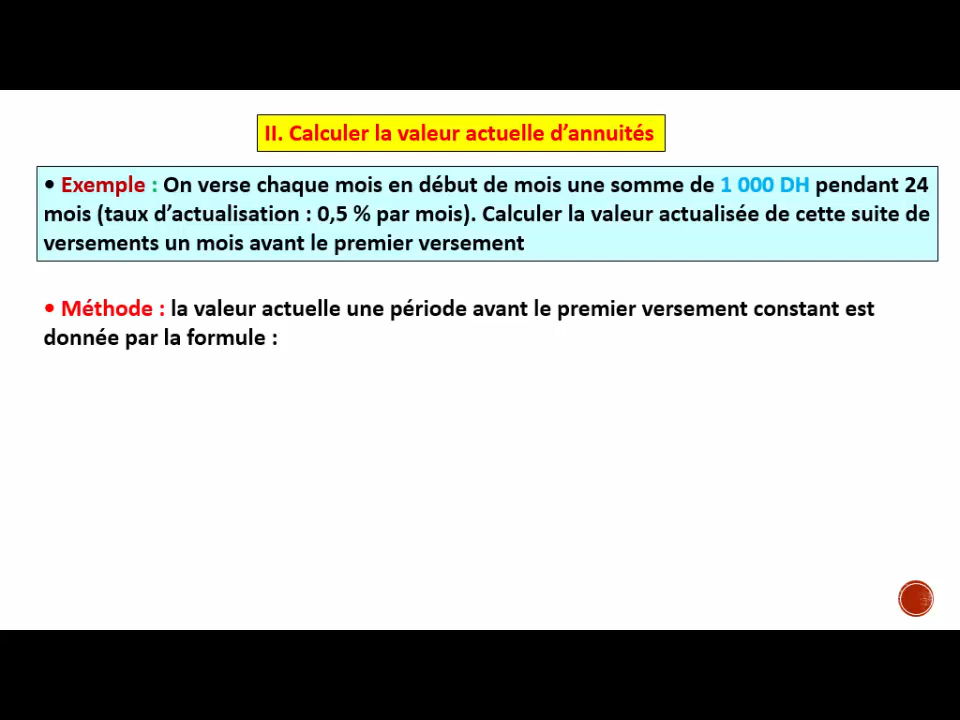 II. Calculer la valeur actuelle d’annuités
• Exemple : On verse chaque mois en début de mois une somme de 1 000 DH pendant 24
mois (taux d’actualisation : 0,5 % par mois). Calculer la valeur actualisée de cette suite de
versements un mois avant le premier versement
• Méthode : la valeur actuelle une période avant le premier versement constant est
donnée par la formule :